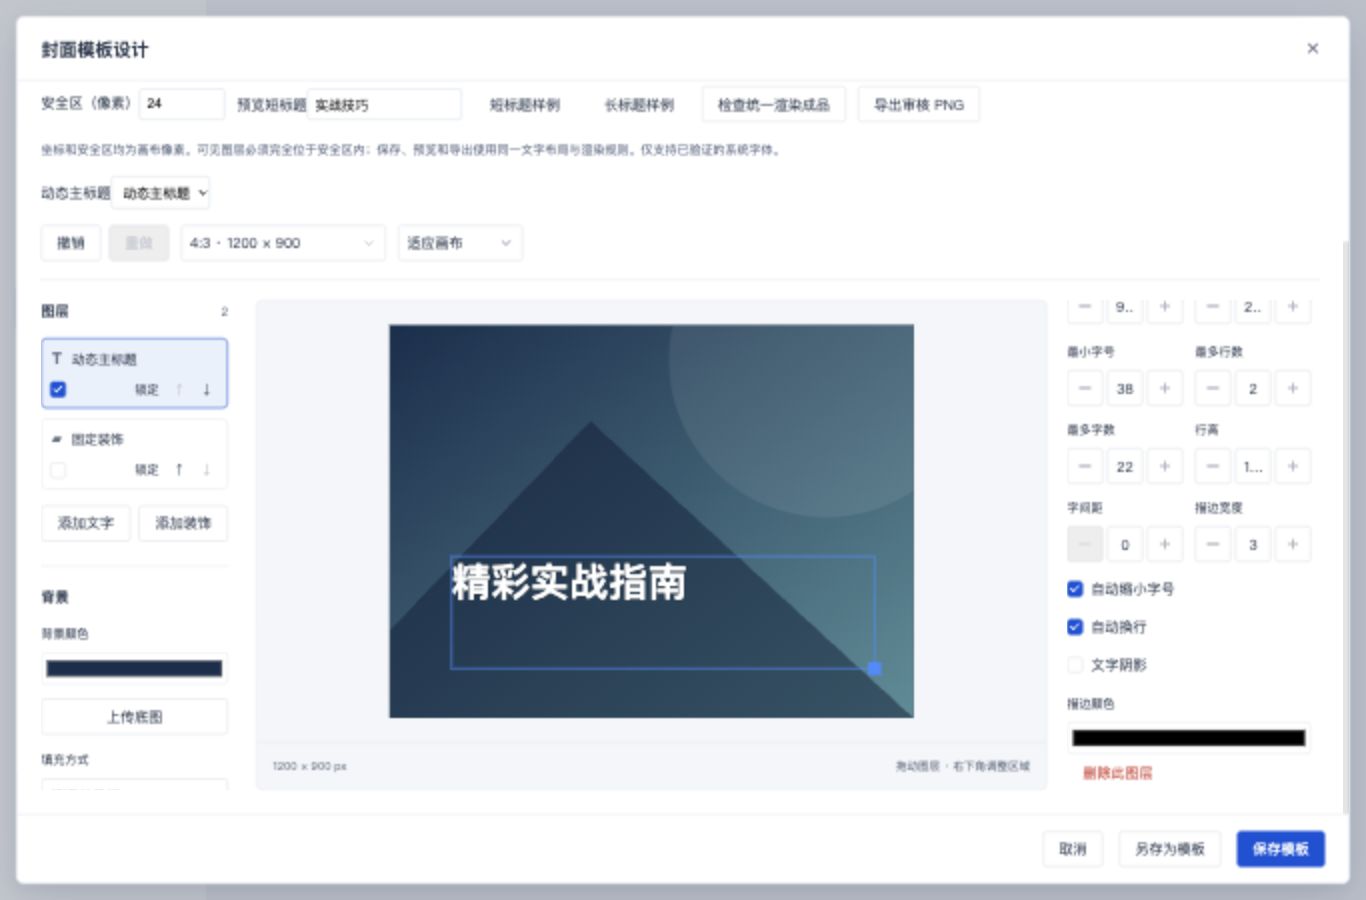 封面模板设计 ×
安全区（像素） 24 预览短标题 实战技巧 短标题样例 长标题样例 检查统一渲染成品 导出审核 PNG
坐标和安全区均为画布像素。可见图层必须完全位于安全区内；保存、预览和导出使用同一文字布局与渲染规则。仅支持已验证的系统字体。
动态主标题 动态主标题
撤销 重做 4:3 · 1200 x 900 适应画布
图层 2
T 动态主标题
锁定 ↑ ↓
固定装饰
锁定 ↑ ↓
添加文字 添加装饰
背景
背景颜色
上传底图
填充方式
精彩实战指南
1200 x 900 px 拖动图层 · 右下角调整区域
— 9.. + — 2.. +
最小字号 最多行数
— 38 + — 2 +
最多字数 行高
— 22 + — 1... +
字间距 描边宽度
— 0 + — 3 +
自动缩小字号
自动换行
文字阴影
描边颜色
删除此图层
取消 另存为模板 保存模板